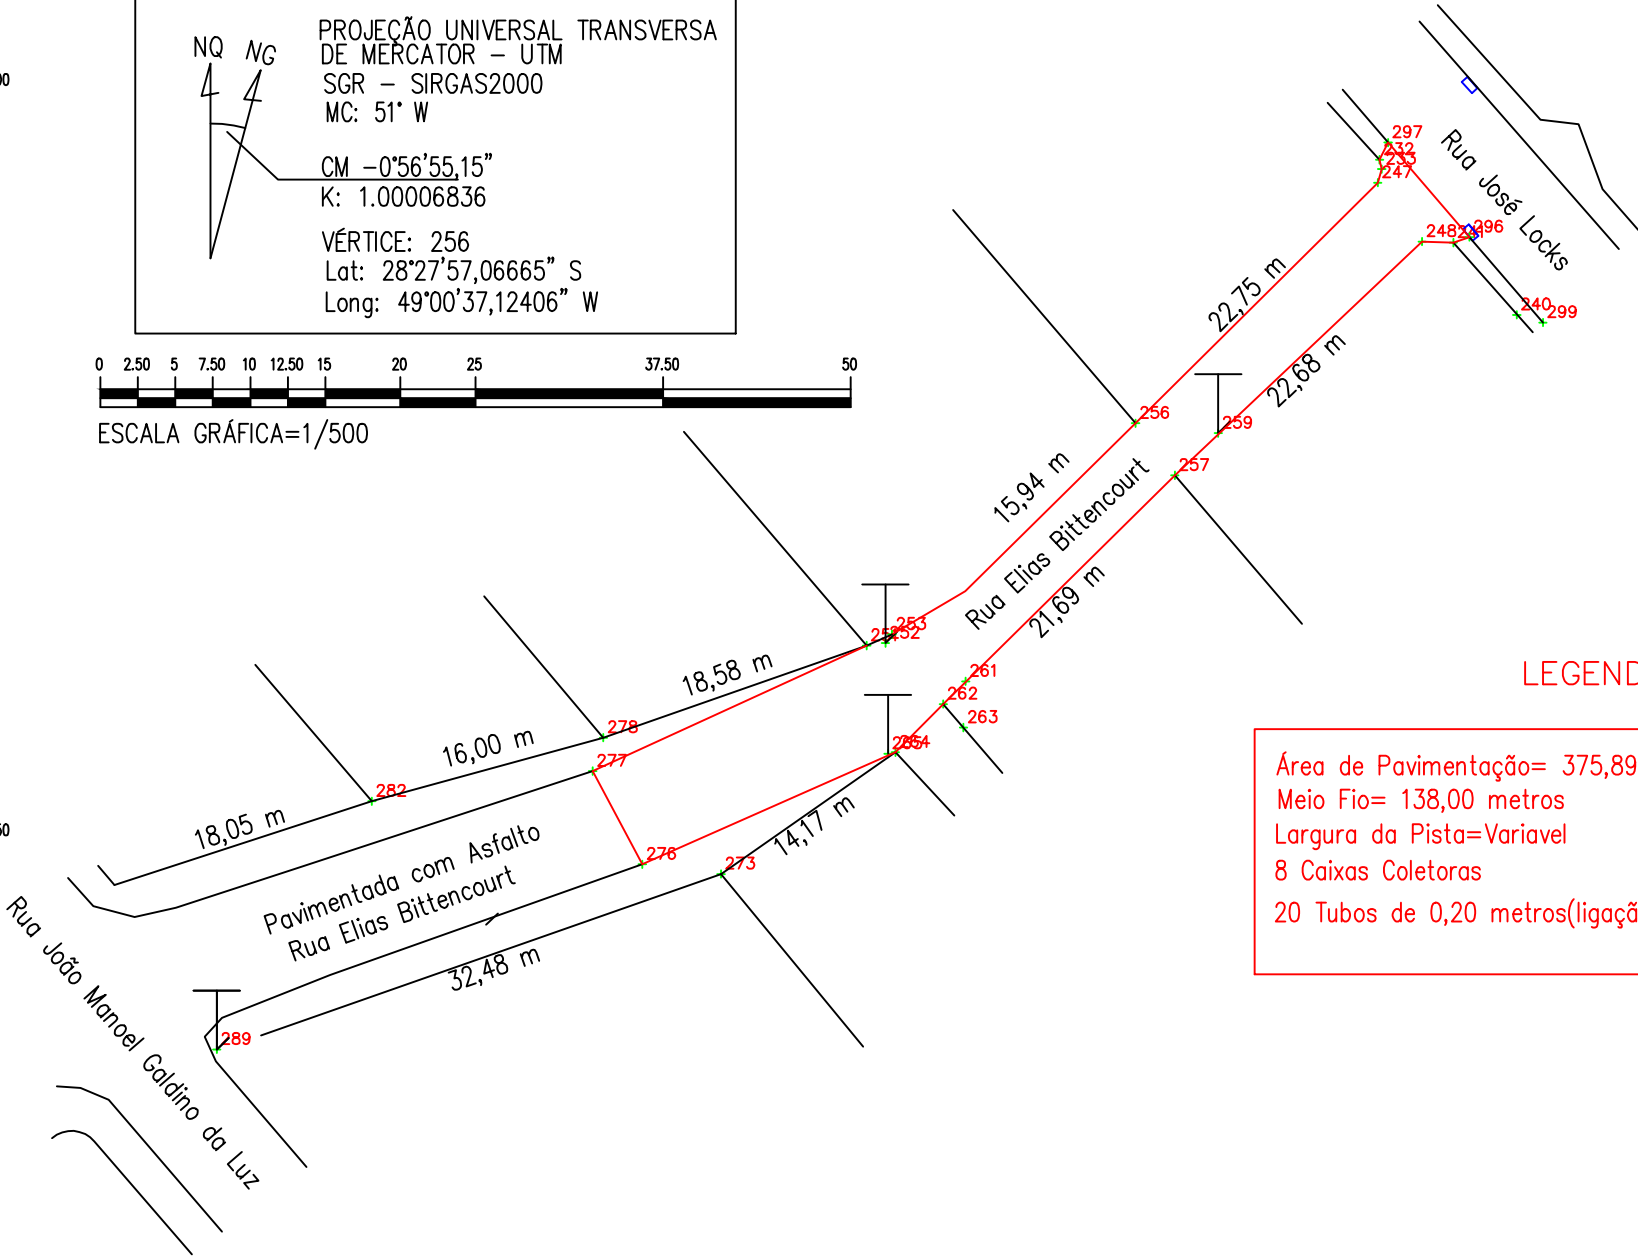 PROJEÇÃO UNIVERSAL TRANSVERSA
DE MERCATOR – UTM
SGR – SIRGAS2000
MC: 51° W
NQ
NG
CM –0°56'55,15"
K: 1.00006836
VÉRTICE: 256
Lat: 28°27'57,06665" S
Long: 49°00'37,12406" W
0 2.50 5 7.50 10 12.50 15 20 25 37.50 50
ESCALA GRÁFICA=1/500
297
232
233
247
Rua José Locks
248
241
296
240
299
22,75 m
22,68 m
256
259
257
15,94 m
Rua Elias Bittencourt
21,69 m
253
252
261
262
263
264
265
18,58 m
278
277
16,00 m
282
18,05 m
276
273
14,17 m
Pavimentada com Asfalto
Rua Elias Bittencourt
32,48 m
289
Rua João Manoel Galdino da Luz
LEGEND
Área de Pavimentação= 375,89
Meio Fio= 138,00 metros
Largura da Pista=Variavel
8 Caixas Coletoras
20 Tubos de 0,20 metros(ligaçã